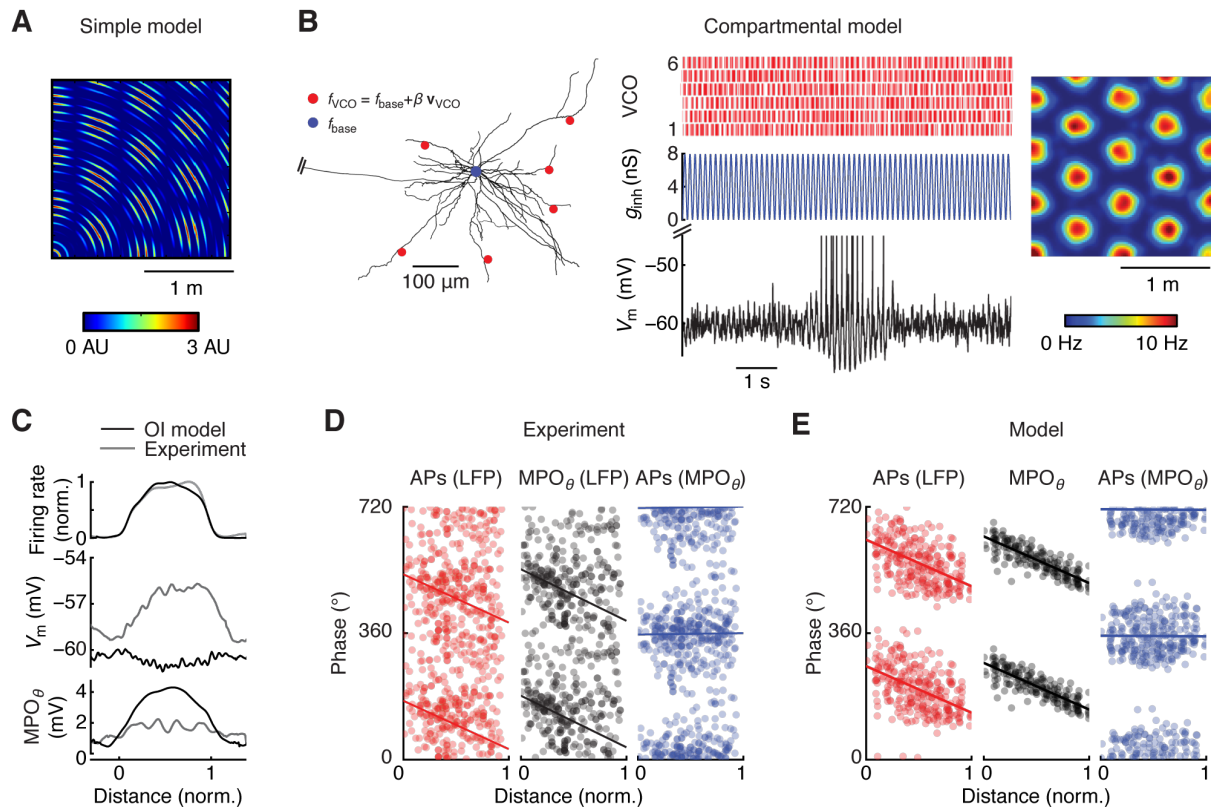 A
Simple model
1 m
0 AU
3 AU
B
Compartmental model
f_VCO = f_base + β v_VCO
f_base
100 µm
VCO
6
1
g_inh (nS)
8
4
0
V_m (mV)
−50
−60
1 s
1 m
0 Hz
10 Hz
C
OI model
Experiment
Firing rate
(norm.)
1
0
V_m (mV)
−54
−57
−60
MPO_θ
(mV)
4
2
0
0
1
Distance (norm.)
D
Experiment
APs (LFP)
MPO_θ (LFP)
APs (MPO_θ)
Phase (°)
720
360
0
0
1
0
1
0
1
Distance (norm.)
E
Model
APs (LFP)
MPO_θ
APs (MPO_θ)
Phase (°)
720
360
0
0
1
0
1
0
1
Distance (norm.)